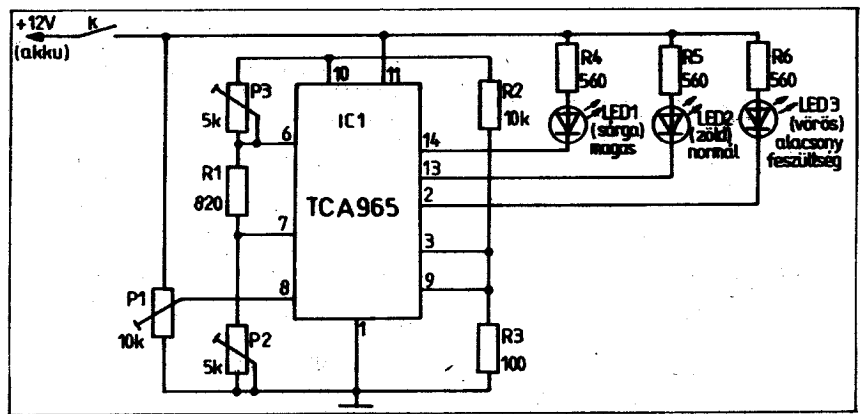 +12V
(akku)
k
P3
5k
R1
820
P1
10k
P2
5k
6
7
8
10
11
IC1
TCA965
14
13
2
3
9
1
R2
10k
R3
100
R4
560
LED1
(sárga)
magas
R5
560
LED2
(zöld)
normál
R6
560
LED3
(vörös)
alacsony
feszültség